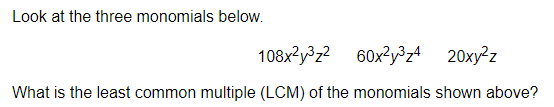 Look at the three monomials below.
108x²y³z² 60x²y³z⁴ 20xy²z
What is the least common multiple (LCM) of the monomials shown above?